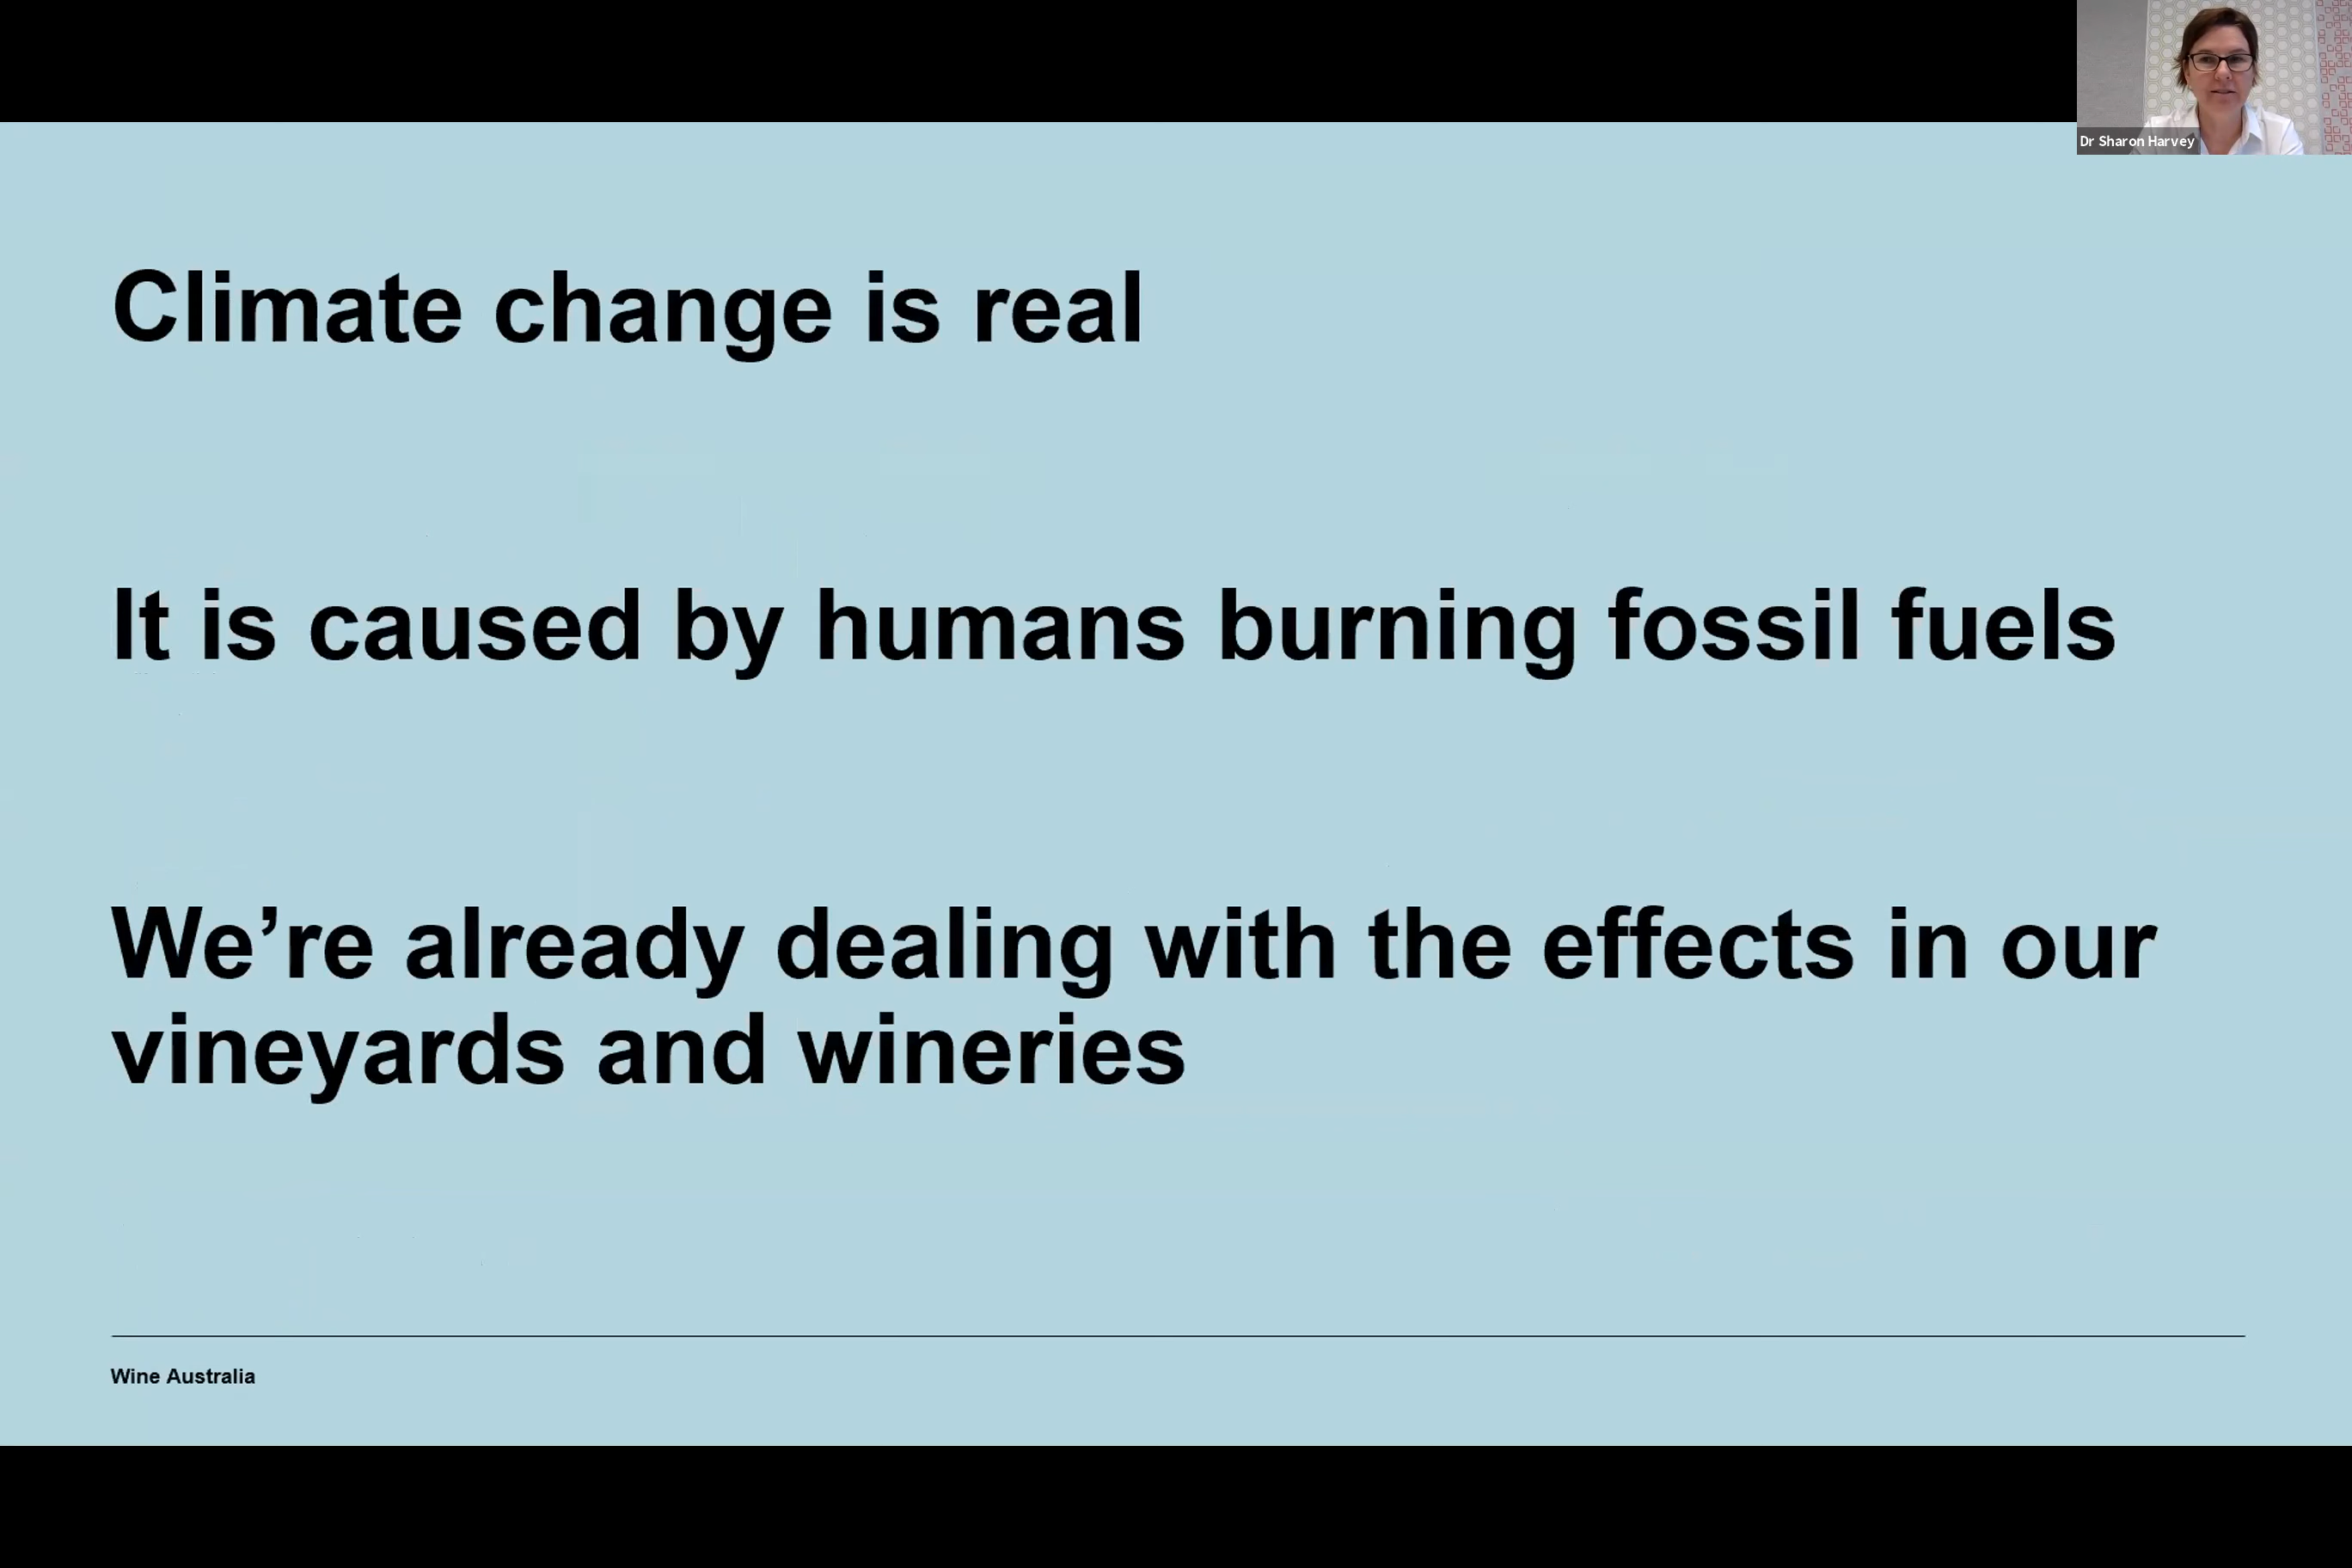 Dr Sharon Harvey
Climate change is real
It is caused by humans burning fossil fuels
We’re already dealing with the effects in our
vineyards and wineries
Wine Australia